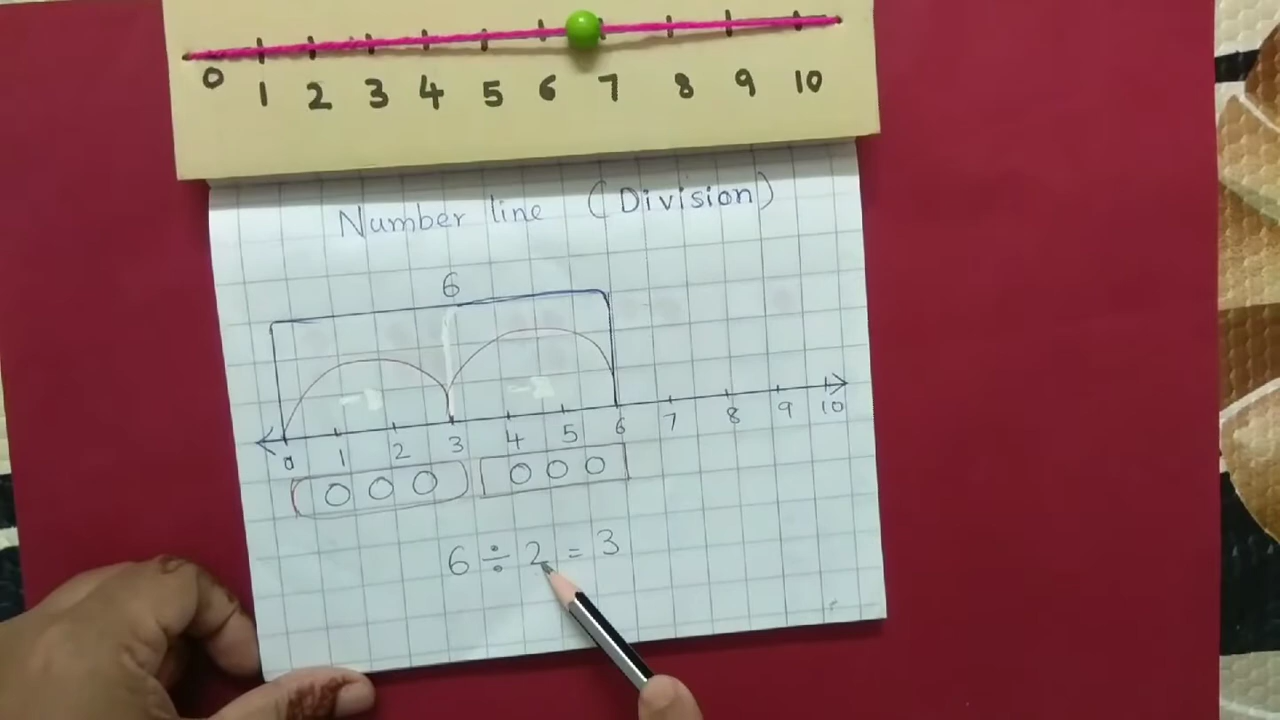 0 1 2 3 4 5 6 7 8 9 10
Number line (Division)
6
0 1 2 3 4 5 6 7 8 9 10
6 ÷ 2 = 3